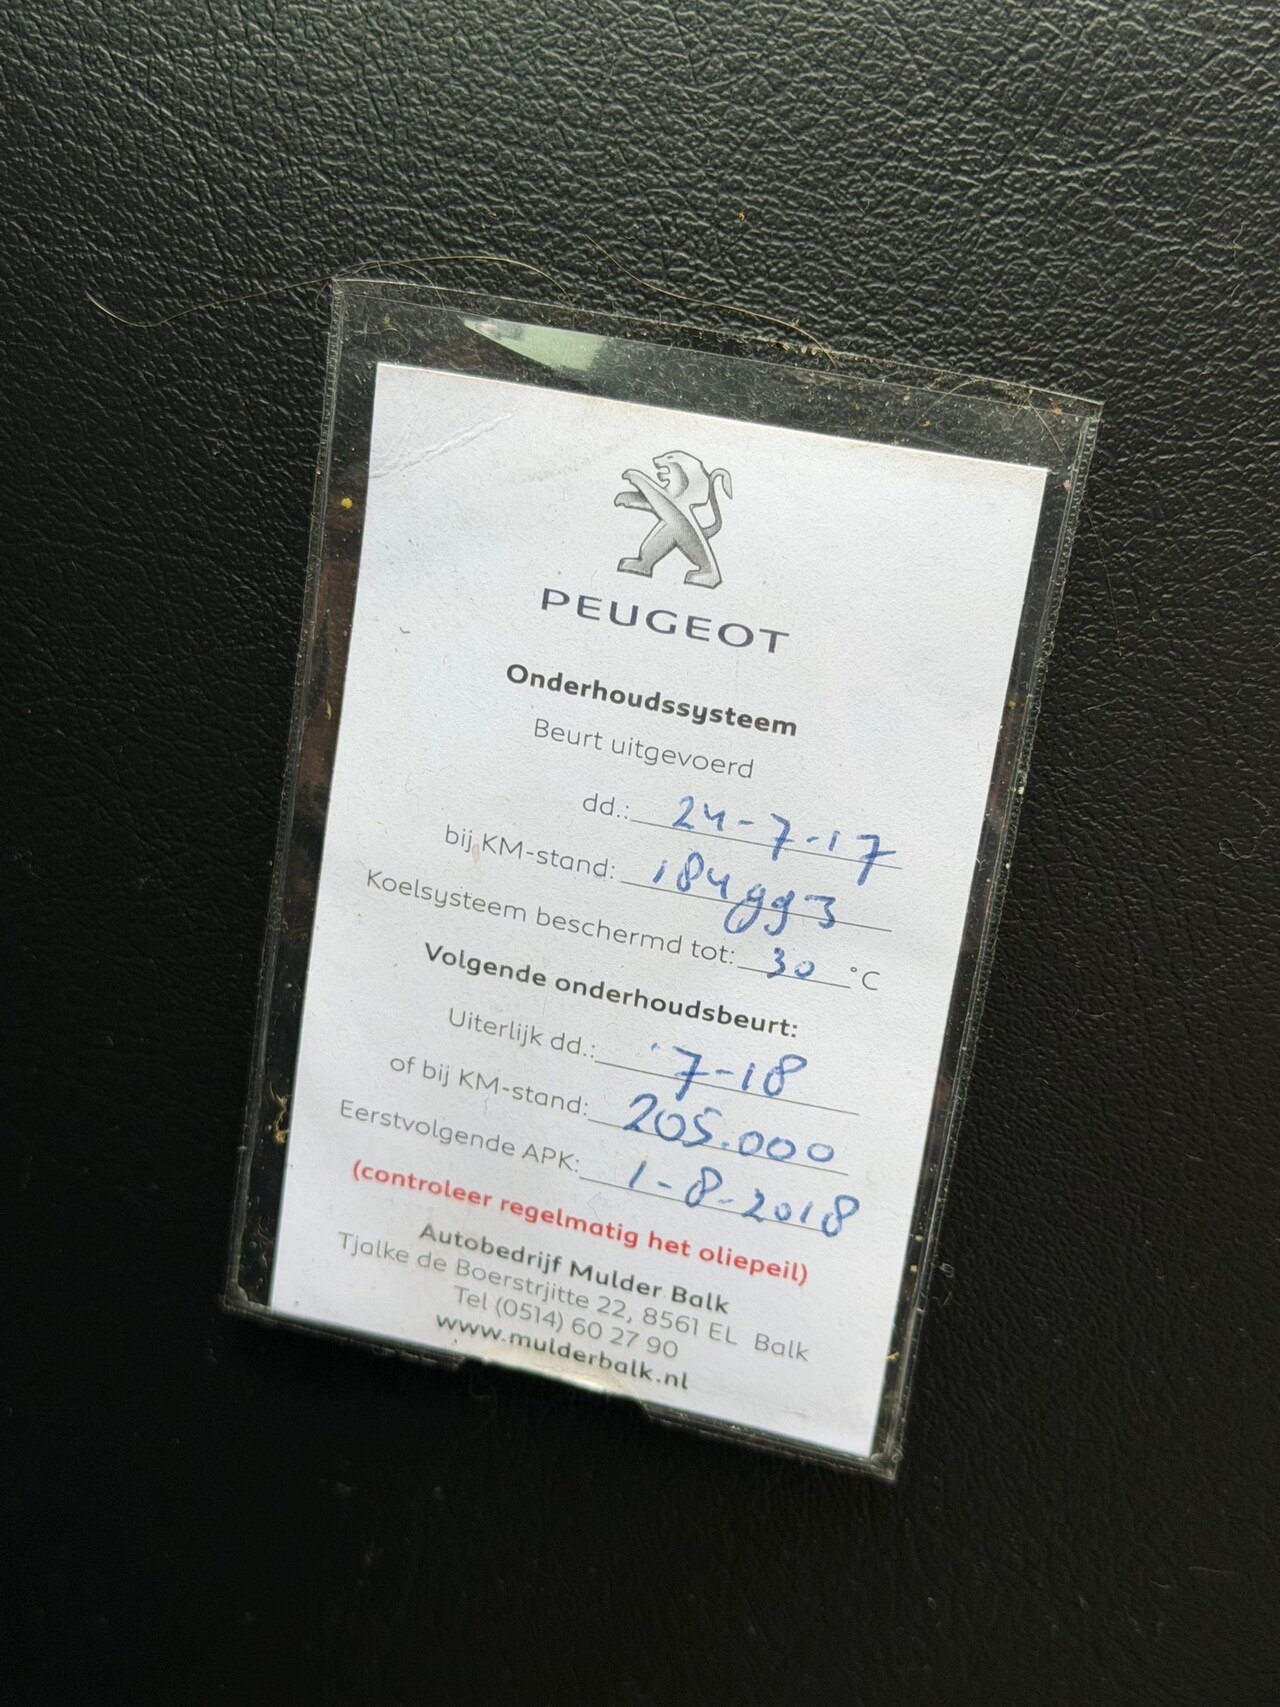 PEUGEOT
Onderhoudssysteem
Beurt uitgevoerd
dd.: 24-7-17
bij KM-stand: 184993
Koelsysteem beschermd tot: 30 °C
Volgende onderhoudsbeurt:
Uiterlijk dd.: 7-18
of bij KM-stand: 205.000
Eerstvolgende APK: 1-8-2018
(controleer regelmatig het oliepeil)
Autobedrijf Mulder Balk
Tjalke de Boerstrjitte 22, 8561 EL Balk
Tel (0514) 60 27 90
www.mulderbalk.nl